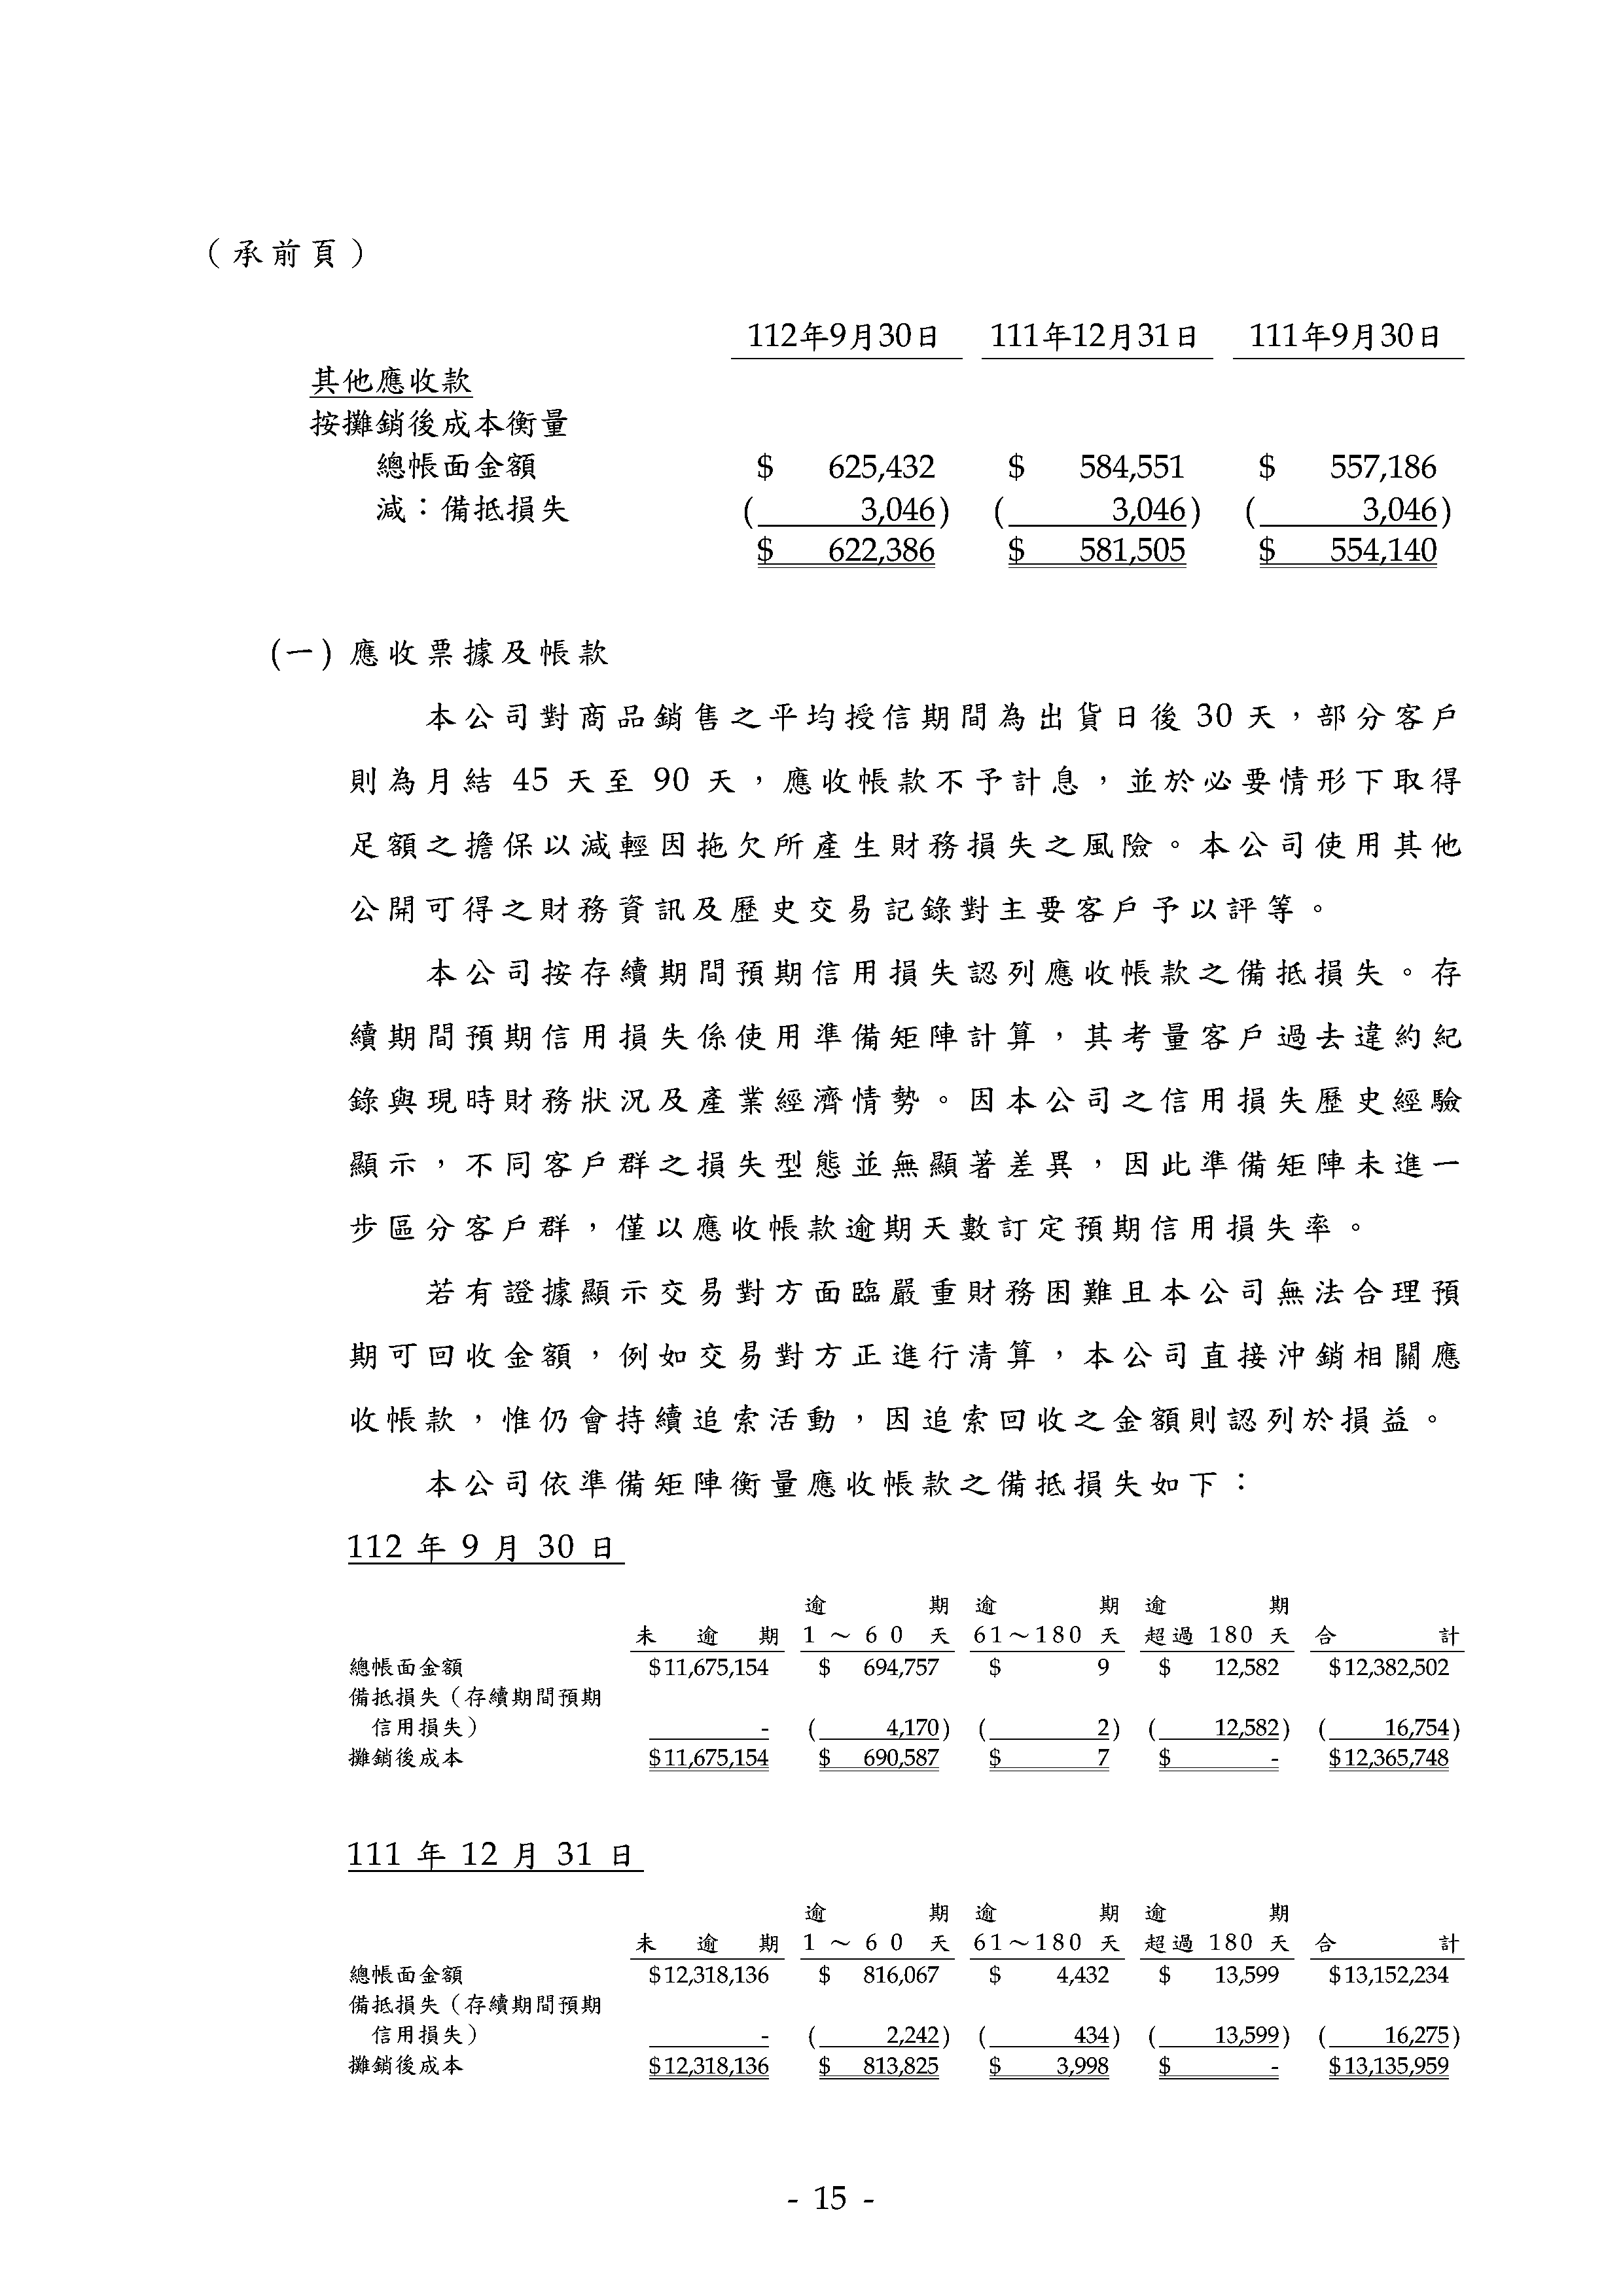 （承前頁）
112年9月30日 111年12月31日 111年9月30日
其他應收款
按攤銷後成本衡量
總帳面金額 $ 625,432 $ 584,551 $ 557,186
減：備抵損失 ( 3,046) ( 3,046) ( 3,046)
$ 622,386 $ 581,505 $ 554,140
(一) 應收票據及帳款
本公司對商品銷售之平均授信期間為出貨日後 30 天，部分客戶
則為月結 45 天至 90 天，應收帳款不予計息，並於必要情形下取得
足額之擔保以減輕因拖欠所產生財務損失之風險。本公司使用其他
公開可得之財務資訊及歷史交易記錄對主要客戶予以評等。
本公司按存續期間預期信用損失認列應收帳款之備抵損失。存
續期間預期信用損失係使用準備矩陣計算，其考量客戶過去違約紀
錄與現時財務狀況及產業經濟情勢。因本公司之信用損失歷史經驗
顯示，不同客戶群之損失型態並無顯著差異，因此準備矩陣未進一
步區分客戶群，僅以應收帳款逾期天數訂定預期信用損失率。
若有證據顯示交易對方面臨嚴重財務困難且本公司無法合理預
期可回收金額，例如交易對方正進行清算，本公司直接沖銷相關應
收帳款，惟仍會持續追索活動，因追索回收之金額則認列於損益。
本公司依準備矩陣衡量應收帳款之備抵損失如下：
112 年 9 月 30 日
逾 期 逾 期 逾 期
未 逾 期 1 ～ 6 0 天 61～180 天 超過 180 天 合 計
總帳面金額 $11,675,154 $ 694,757 $ 9 $ 12,582 $12,382,502
備抵損失（存續期間預期
信用損失） - ( 4,170) ( 2) ( 12,582) ( 16,754)
攤銷後成本 $11,675,154 $ 690,587 $ 7 $ - $12,365,748
111 年 12 月 31 日
逾 期 逾 期 逾 期
未 逾 期 1 ～ 6 0 天 61～180 天 超過 180 天 合 計
總帳面金額 $12,318,136 $ 816,067 $ 4,432 $ 13,599 $13,152,234
備抵損失（存續期間預期
信用損失） - ( 2,242) ( 434) ( 13,599) ( 16,275)
攤銷後成本 $12,318,136 $ 813,825 $ 3,998 $ - $13,135,959
- 15 -